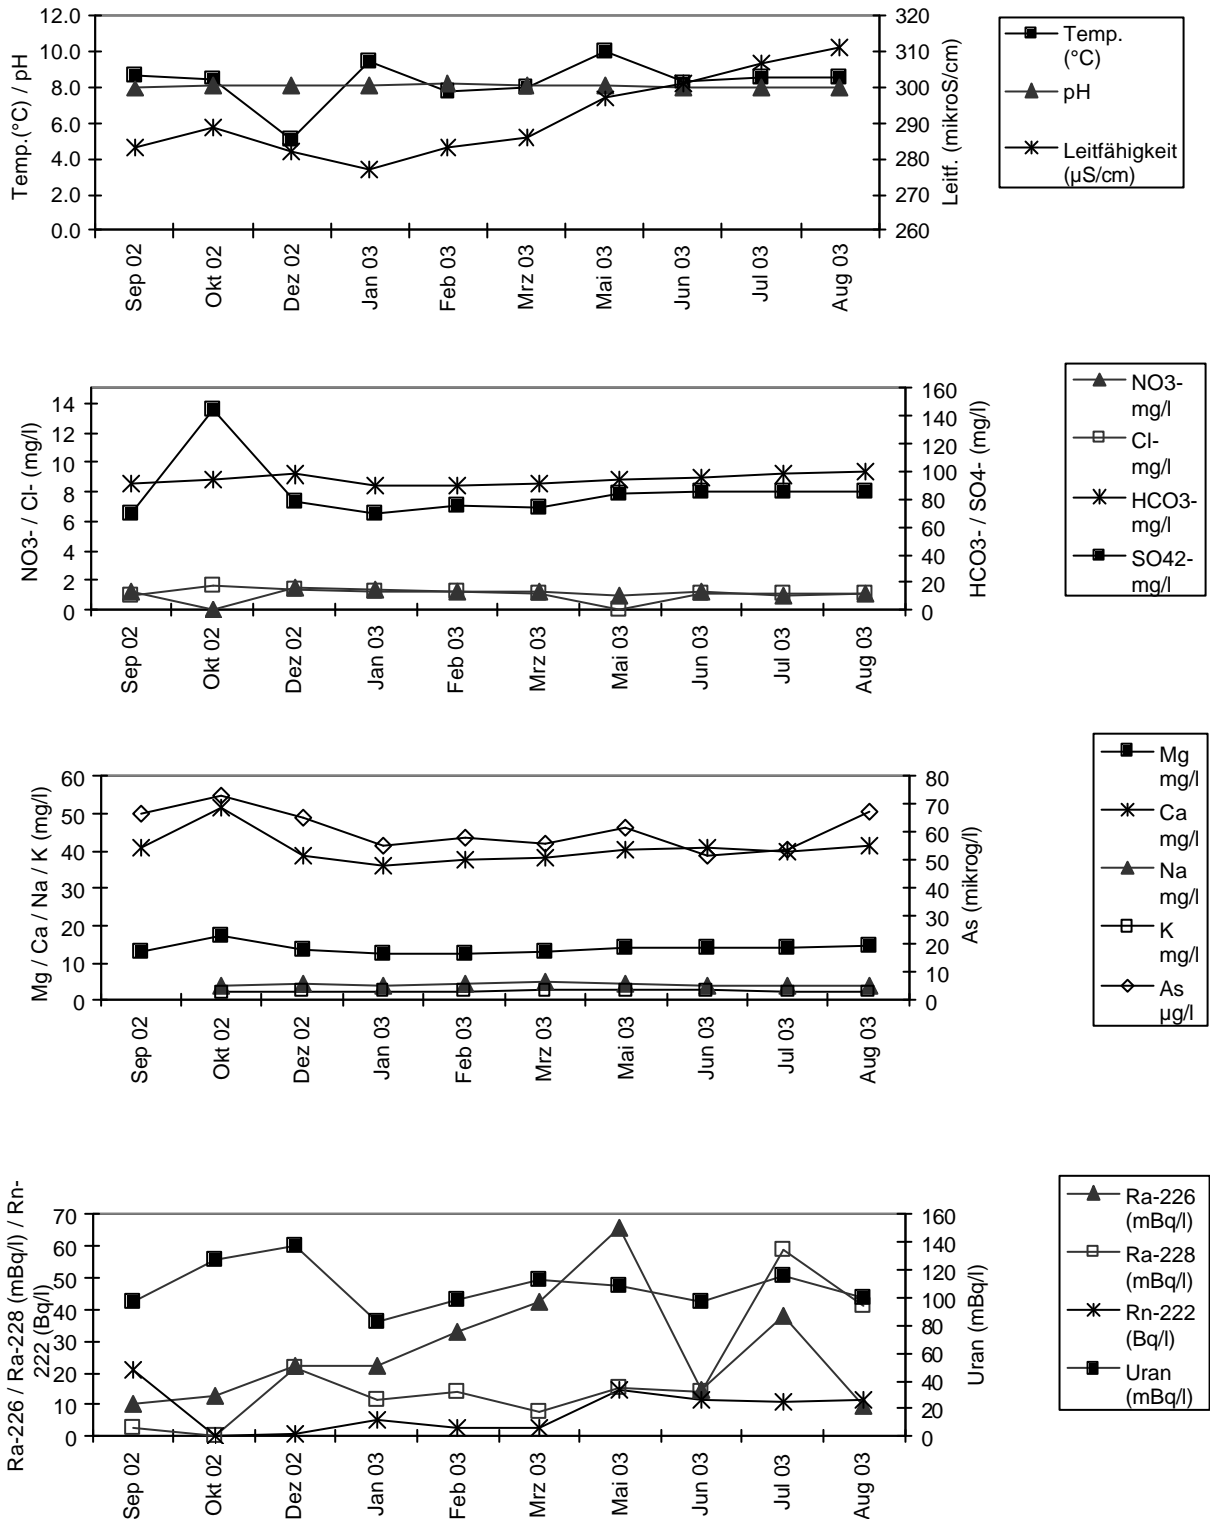 12.0
10.0
8.0
6.0
4.0
2.0
0.0
Temp.(°C) / pH
320
310
300
290
280
270
260
Leitf. (mikroS/cm)
Sep 02
Okt 02
Dez 02
Jan 03
Feb 03
Mrz 03
Mai 03
Jun 03
Jul 03
Aug 03
Temp.
(°C)
pH
Leitfähigkeit
(µS/cm)
14
12
10
8
6
4
2
0
NO3- / Cl- (mg/l)
160
140
120
100
80
60
40
20
0
HCO3- / SO4- (mg/l)
Sep 02
Okt 02
Dez 02
Jan 03
Feb 03
Mrz 03
Mai 03
Jun 03
Jul 03
Aug 03
NO3-
mg/l
Cl-
mg/l
HCO3-
mg/l
SO42-
mg/l
60
50
40
30
20
10
0
Mg / Ca / Na / K (mg/l)
80
70
60
50
40
30
20
10
0
As (mikrog/l)
Sep 02
Okt 02
Dez 02
Jan 03
Feb 03
Mrz 03
Mai 03
Jun 03
Jul 03
Aug 03
Mg
mg/l
Ca
mg/l
Na
mg/l
K
mg/l
As
µg/l
70
60
50
40
30
20
10
0
Ra-226 / Ra-228 (mBq/l) / Rn-
222 (Bq/l)
160
140
120
100
80
60
40
20
0
Uran (mBq/l)
Sep 02
Okt 02
Dez 02
Jan 03
Feb 03
Mrz 03
Mai 03
Jun 03
Jul 03
Aug 03
Ra-226
(mBq/l)
Ra-228
(mBq/l)
Rn-222
(Bq/l)
Uran
(mBq/l)